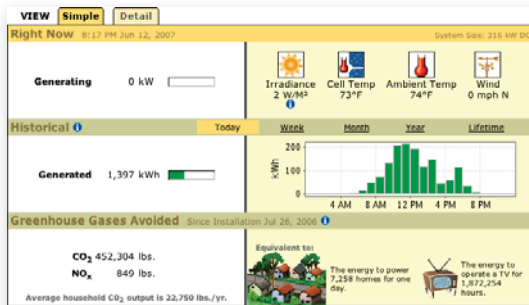 VIEW Simple Detail
Right Now 8:17 PM Jun 12, 2007 System Size: 316 kW DC
Generating 0 kW
Irradiance Cell Temp Ambient Temp Wind
2 W/M² 73°F 74°F 0 mph N
Historical Today Week Month Year Lifetime
Generated 1,397 kWh
kWh
200
100
0
4 AM 8 AM 12 PM 4 PM 8 PM
Greenhouse Gases Avoided Since Installation Jul 26, 2006
CO₂ 452,304 lbs.
NOₓ 849 lbs.
Average household CO₂ output is 22,750 lbs./yr.
Equivalent to:
The energy to power
7,258 homes for one
day.
The energy to
operate a TV for
1,872,254
hours.